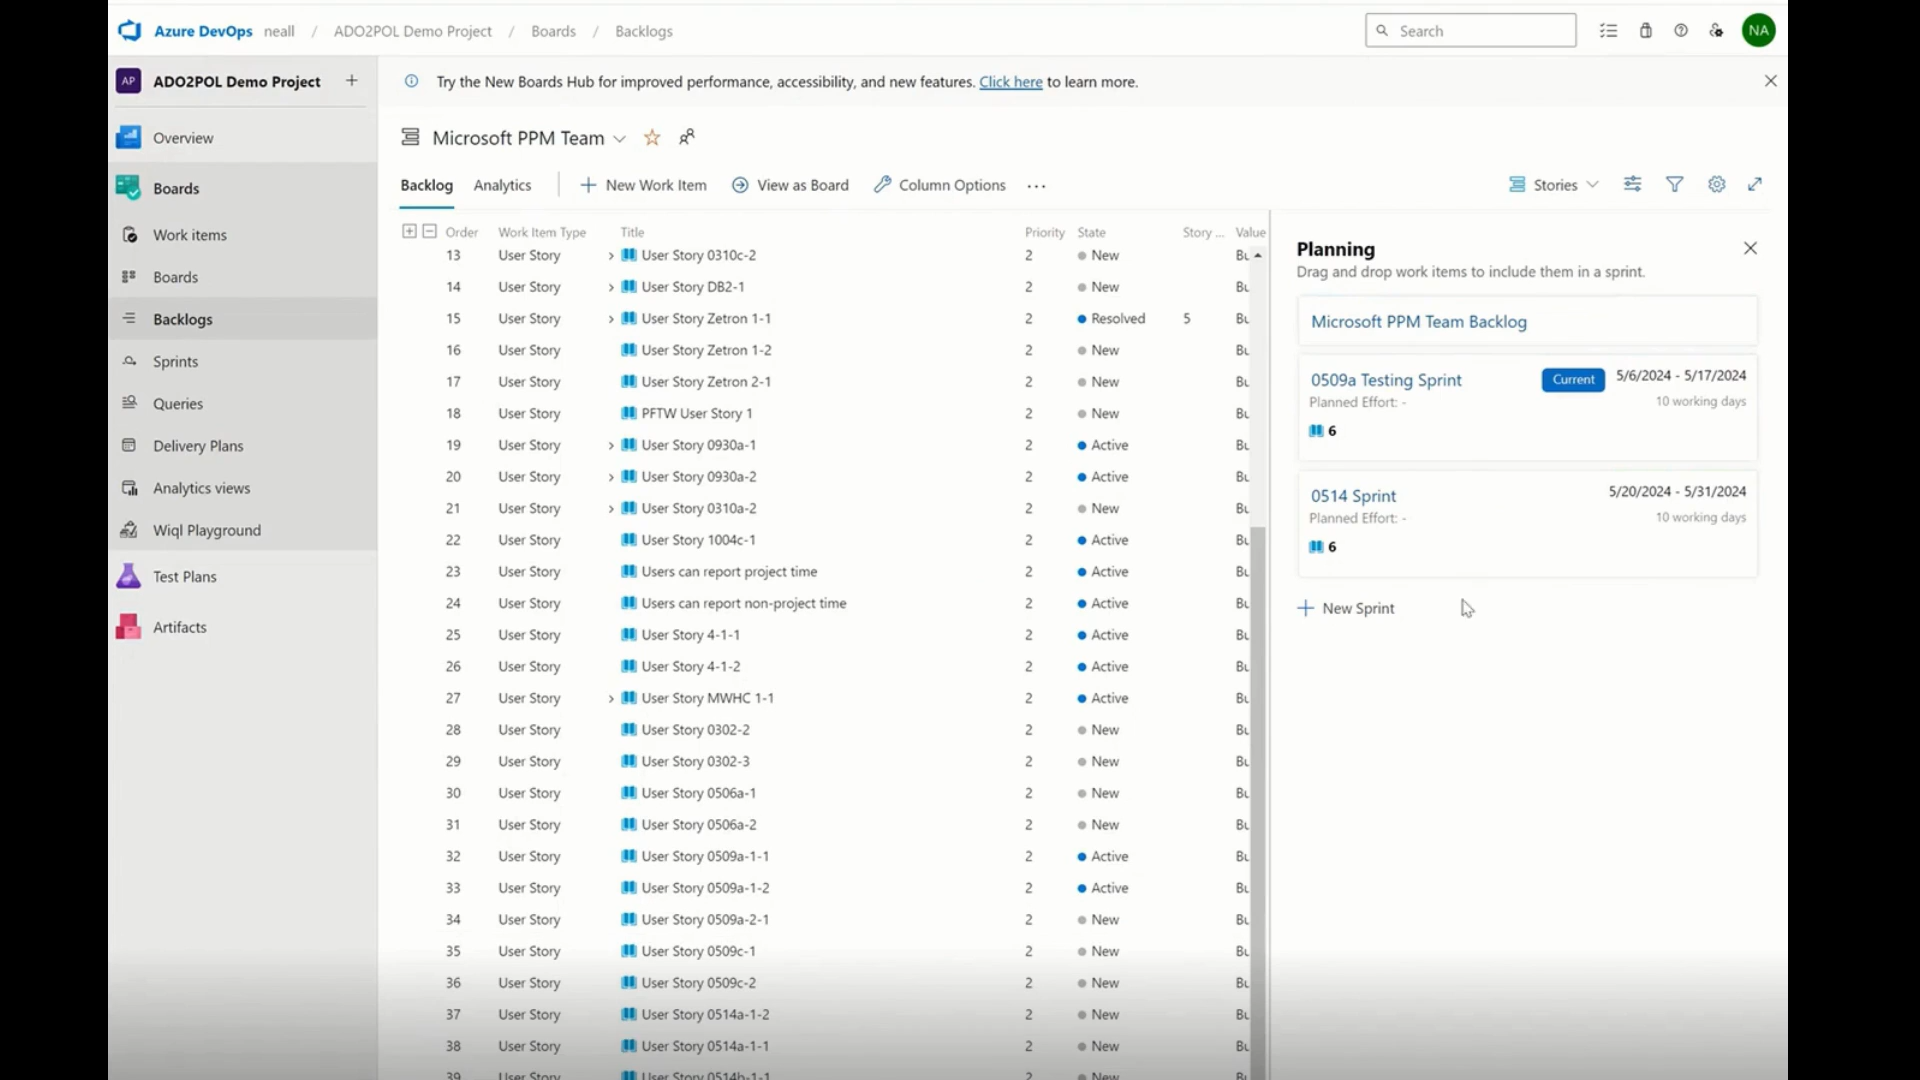 Azure DevOps neall / ADO2POL Demo Project / Boards / Backlogs
Search
NA
AP ADO2POL Demo Project
Overview
Boards
Work items
Boards
Backlogs
Sprints
Queries
Delivery Plans
Analytics views
Wiql Playground
Test Plans
Artifacts
Try the New Boards Hub for improved performance, accessibility, and new features. Click here to learn more.
Microsoft PPM Team
Backlog Analytics New Work Item View as Board Column Options ...
Stories
Order Work Item Type Title Priority State Story ... Value
13 User Story User Story 0310c-2 2 New Bu
14 User Story User Story DB2-1 2 New Bu
15 User Story User Story Zetron 1-1 2 Resolved 5 Bu
16 User Story User Story Zetron 1-2 2 New Bu
17 User Story User Story Zetron 2-1 2 New Bu
18 User Story PFTW User Story 1 2 New Bu
19 User Story User Story 0930a-1 2 Active Bu
20 User Story User Story 0930a-2 2 Active Bu
21 User Story User Story 0310a-2 2 New Bu
22 User Story User Story 1004c-1 2 Active Bu
23 User Story Users can report project time 2 Active Bu
24 User Story Users can report non-project time 2 Active Bu
25 User Story User Story 4-1-1 2 Active Bu
26 User Story User Story 4-1-2 2 Active Bu
27 User Story User Story MWHC 1-1 2 Active Bu
28 User Story User Story 0302-2 2 New Bu
29 User Story User Story 0302-3 2 New Bu
30 User Story User Story 0506a-1 2 New Bu
31 User Story User Story 0506a-2 2 New Bu
32 User Story User Story 0509a-1-1 2 Active Bu
33 User Story User Story 0509a-1-2 2 Active Bu
34 User Story User Story 0509a-2-1 2 New Bu
35 User Story User Story 0509c-1 2 New Bu
36 User Story User Story 0509c-2 2 New Bu
37 User Story User Story 0514a-1-2 2 New Bu
38 User Story User Story 0514a-1-1 2 New Bu
39 User Story User Story 0514b-1-1 2 New Bu
Planning
Drag and drop work items to include them in a sprint.
Microsoft PPM Team Backlog
0509a Testing Sprint Current 5/6/2024 - 5/17/2024
Planned Effort: - 10 working days
6
0514 Sprint 5/20/2024 - 5/31/2024
Planned Effort: - 10 working days
6
New Sprint